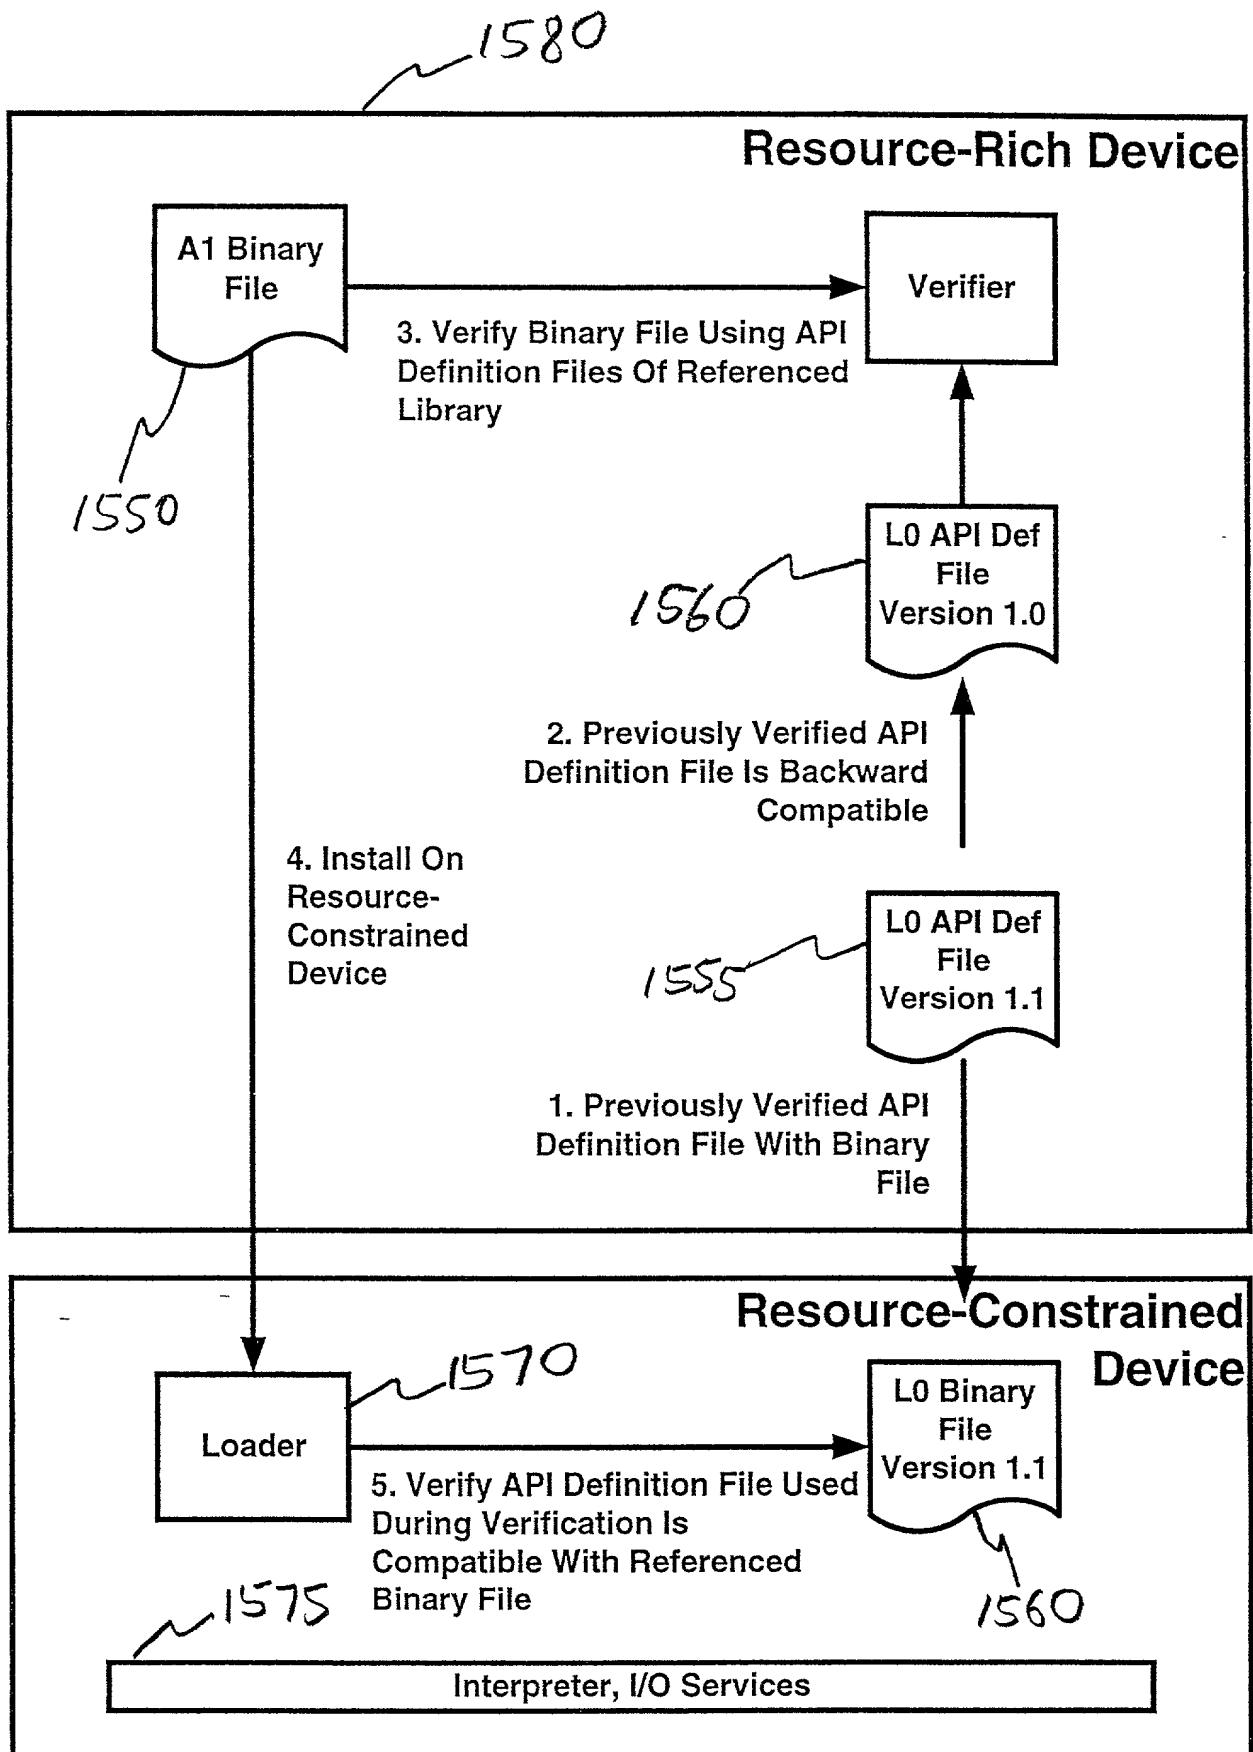 1580
Resource-Rich Device
A1 Binary
File
Verifier
3. Verify Binary File Using API
Definition Files Of Referenced
Library
1550
L0 API Def
File
Version 1.0
1560
2. Previously Verified API
Definition File Is Backward
Compatible
4. Install On
Resource-
Constrained
Device
L0 API Def
File
Version 1.1
1555
1. Previously Verified API
Definition File With Binary
File
Resource-Constrained
Device
1570
Loader
L0 Binary
File
Version 1.1
5. Verify API Definition File Used
During Verification Is
Compatible With Referenced
Binary File
1575
1560
Interpreter, I/O Services